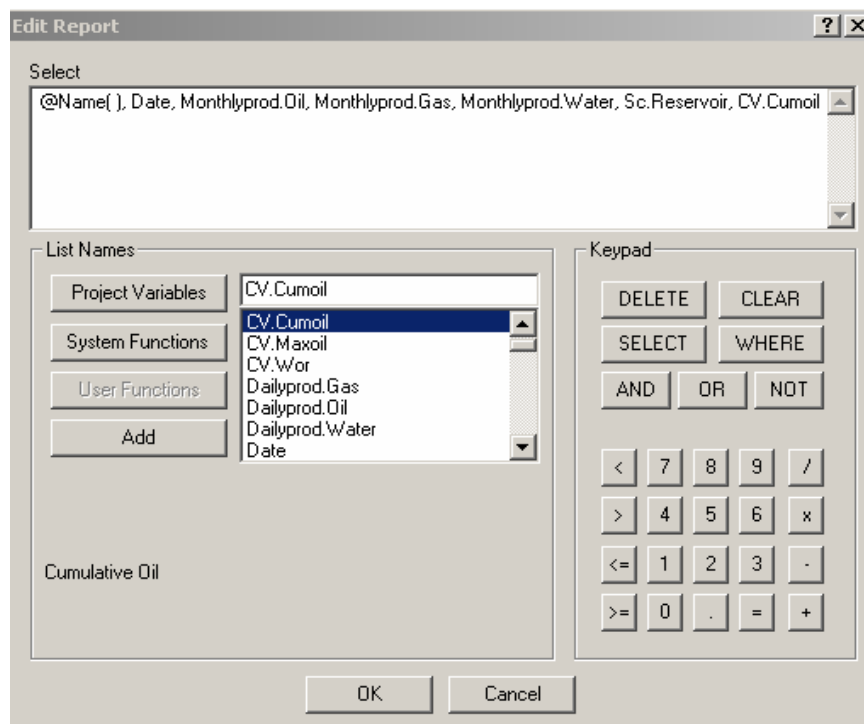 Edit Report
? X
Select
@Name( ), Date, Monthlyprod.Oil, Monthlyprod.Gas, Monthlyprod.Water, Sc.Reservoir, CV.Cumoil
List Names
Project Variables
System Functions
User Functions
Add
CV.Cumoil
CV.Cumoil
CV.Maxoil
CV.Wor
Dailyprod.Gas
Dailyprod.Oil
Dailyprod.Water
Date
Cumulative Oil
Keypad
DELETE CLEAR
SELECT WHERE
AND OR NOT
< 7 8 9 /
> 4 5 6 x
<= 1 2 3 -
>= 0 . = +
OK Cancel